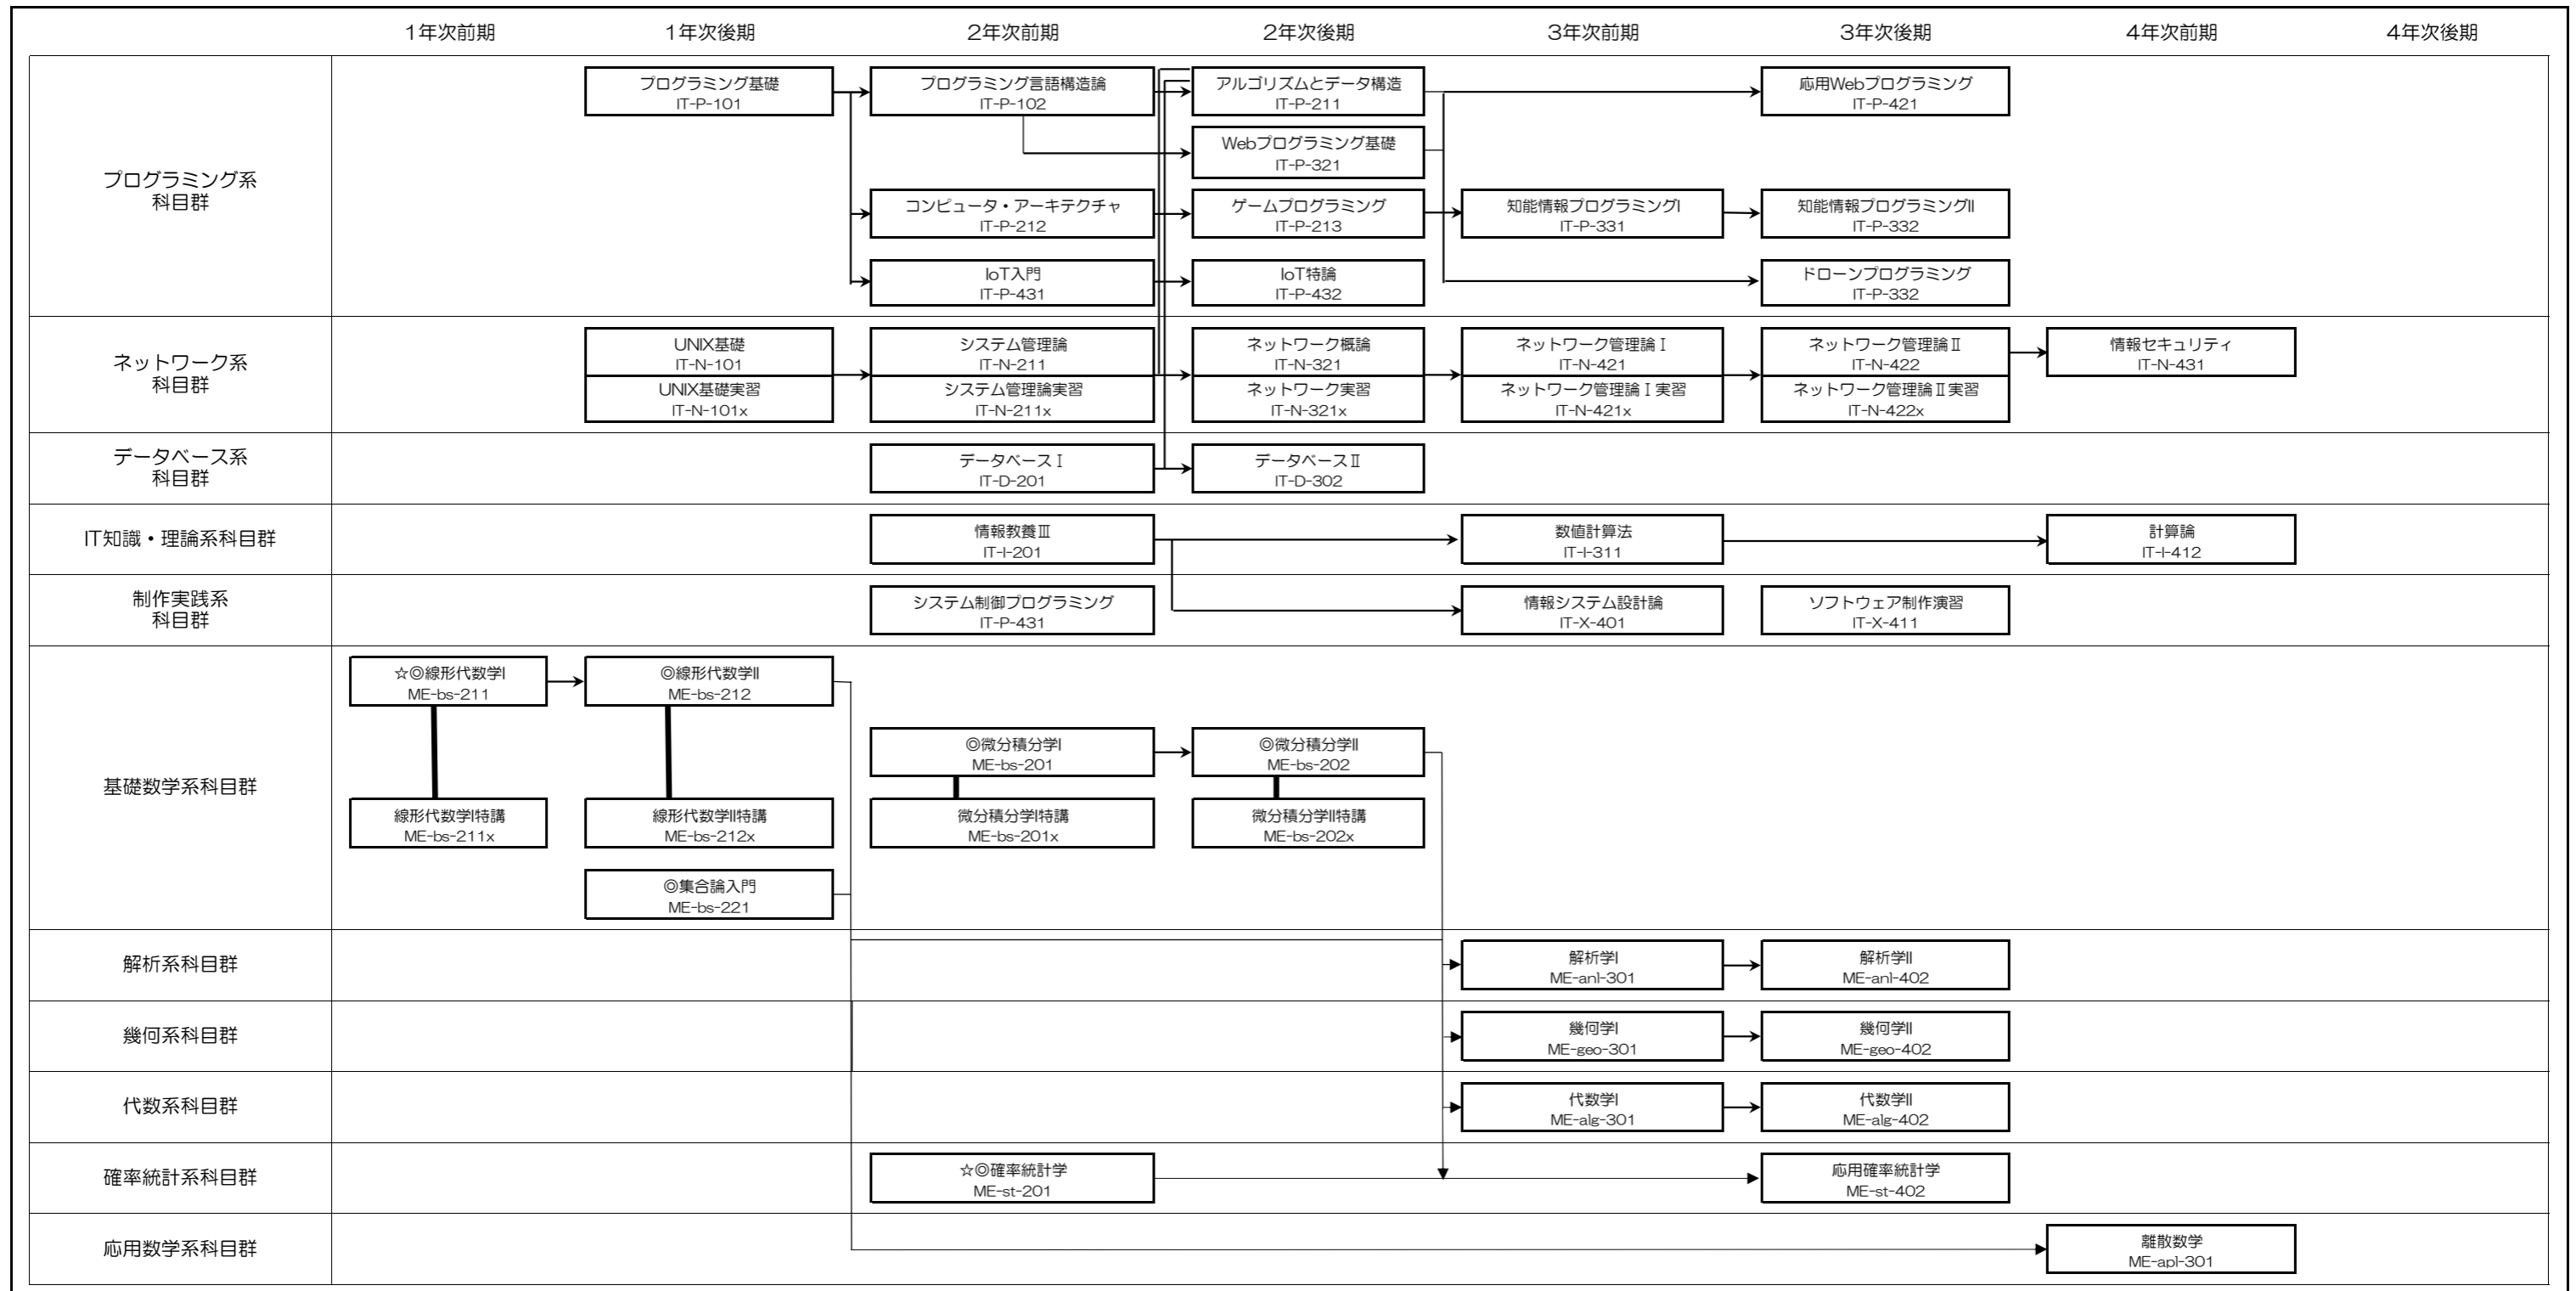 1年次前期
1年次後期
2年次前期
2年次後期
3年次前期
3年次後期
4年次前期
4年次後期
プログラミング系
科目群
プログラミング基礎
IT-P-101
プログラミング言語構造論
IT-P-102
アルゴリズムとデータ構造
IT-P-211
応用Webプログラミング
IT-P-421
Webプログラミング基礎
IT-P-321
コンピュータ・アーキテクチャ
IT-P-212
ゲームプログラミング
IT-P-213
知能情報プログラミングI
IT-P-331
知能情報プログラミングII
IT-P-332
IoT入門
IT-P-431
IoT特論
IT-P-432
ドローンプログラミング
IT-P-332
ネットワーク系
科目群
UNIX基礎
IT-N-101
システム管理論
IT-N-211
ネットワーク概論
IT-N-321
ネットワーク管理論Ⅰ
IT-N-421
ネットワーク管理論Ⅱ
IT-N-422
情報セキュリティ
IT-N-431
UNIX基礎実習
IT-N-101x
システム管理論実習
IT-N-211x
ネットワーク実習
IT-N-321x
ネットワーク管理論Ⅰ実習
IT-N-421x
ネットワーク管理論Ⅱ実習
IT-N-422x
データベース系
科目群
データベースⅠ
IT-D-201
データベースⅡ
IT-D-302
IT知識・理論系科目群
情報教養Ⅲ
IT-I-201
数値計算法
IT-I-311
計算論
IT-I-412
制作実践系
科目群
システム制御プログラミング
IT-P-431
情報システム設計論
IT-X-401
ソフトウェア制作演習
IT-X-411
基礎数学系科目群
☆◎線形代数学I
ME-bs-211
◎線形代数学II
ME-bs-212
◎微分積分学I
ME-bs-201
◎微分積分学II
ME-bs-202
線形代数学I特講
ME-bs-211x
線形代数学II特講
ME-bs-212x
微分積分学I特講
ME-bs-201x
微分積分学II特講
ME-bs-202x
◎集合論入門
ME-bs-221
解析系科目群
解析学I
ME-anl-301
解析学II
ME-anl-402
幾何系科目群
幾何学I
ME-geo-301
幾何学II
ME-geo-402
代数系科目群
代数学I
ME-alg-301
代数学II
ME-alg-402
確率統計系科目群
☆◎確率統計学
ME-st-201
応用確率統計学
ME-st-402
応用数学系科目群
離散数学
ME-apl-301